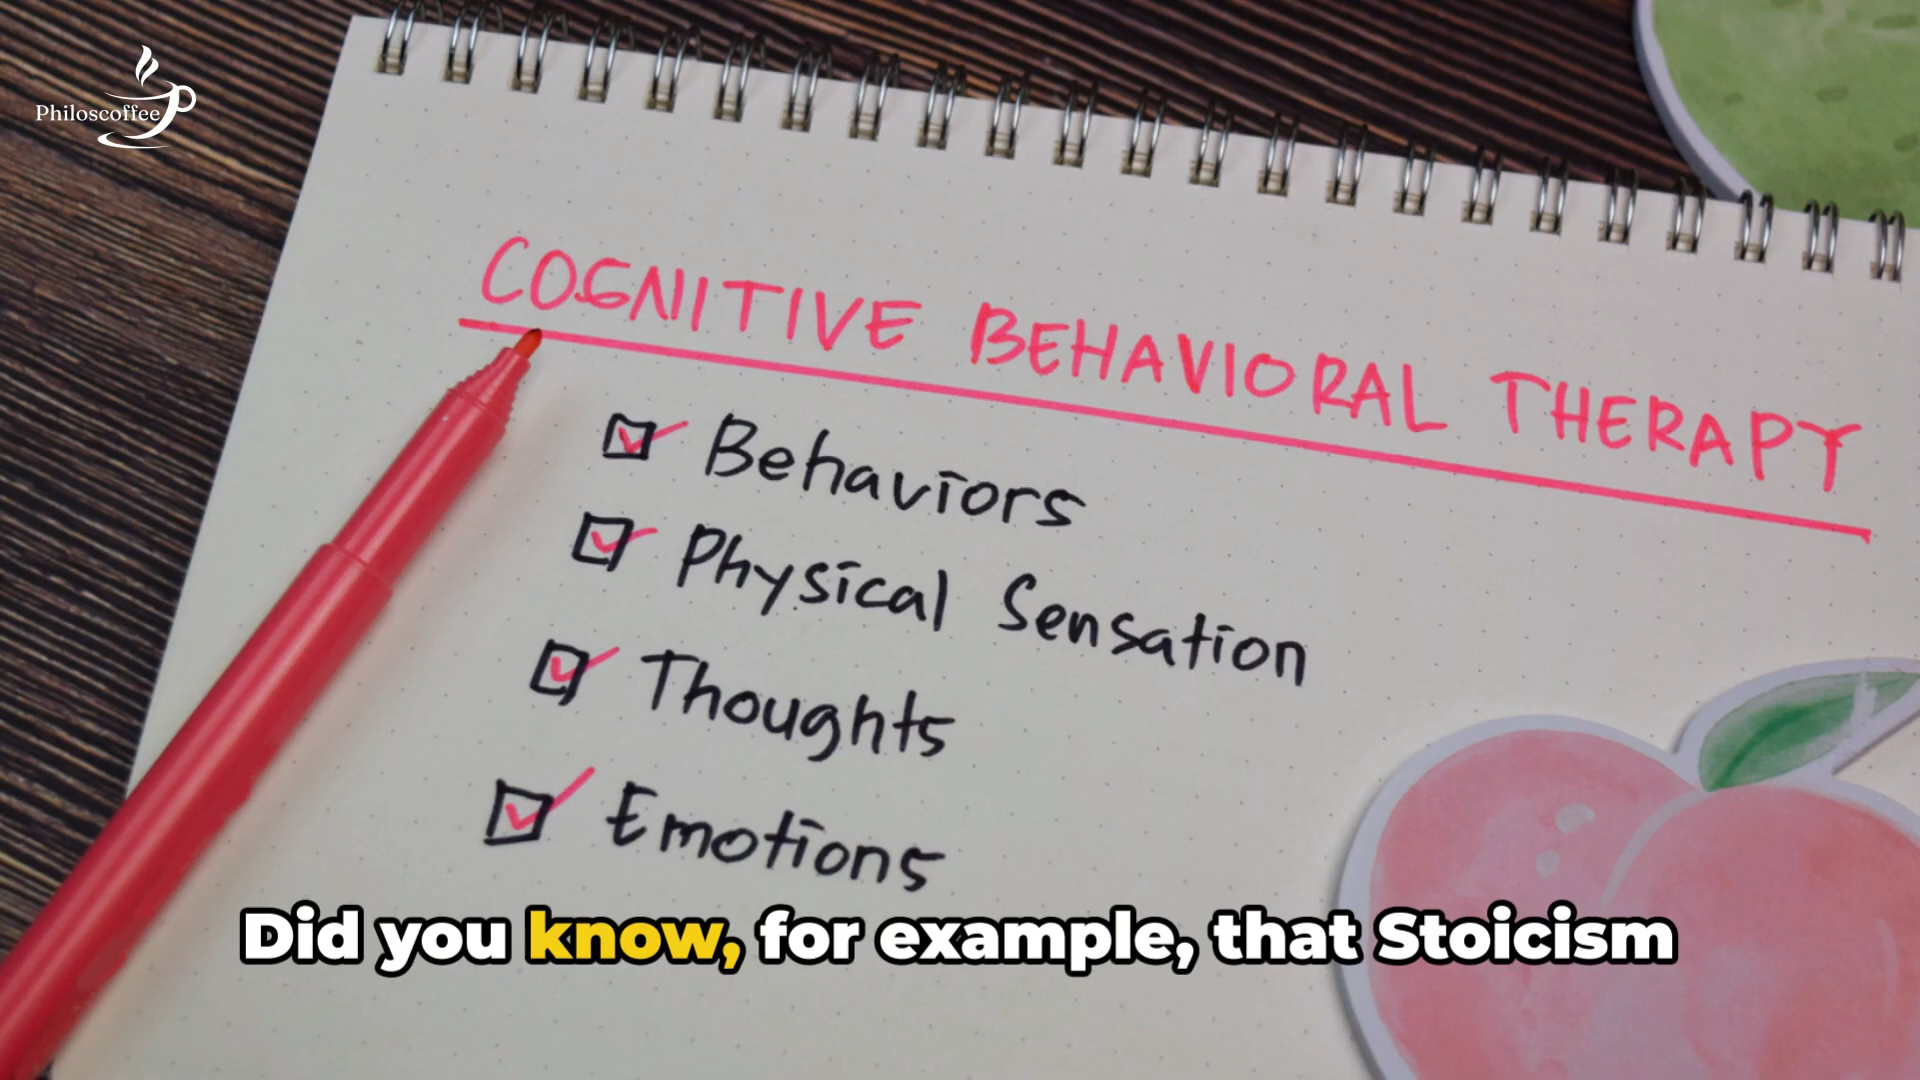 Philoscoffee
COGNITIVE BEHAVIORAL THERAPY
Behaviors
Physical Sensation
Thoughts
Emotions
Did you know, for example, that Stoicism